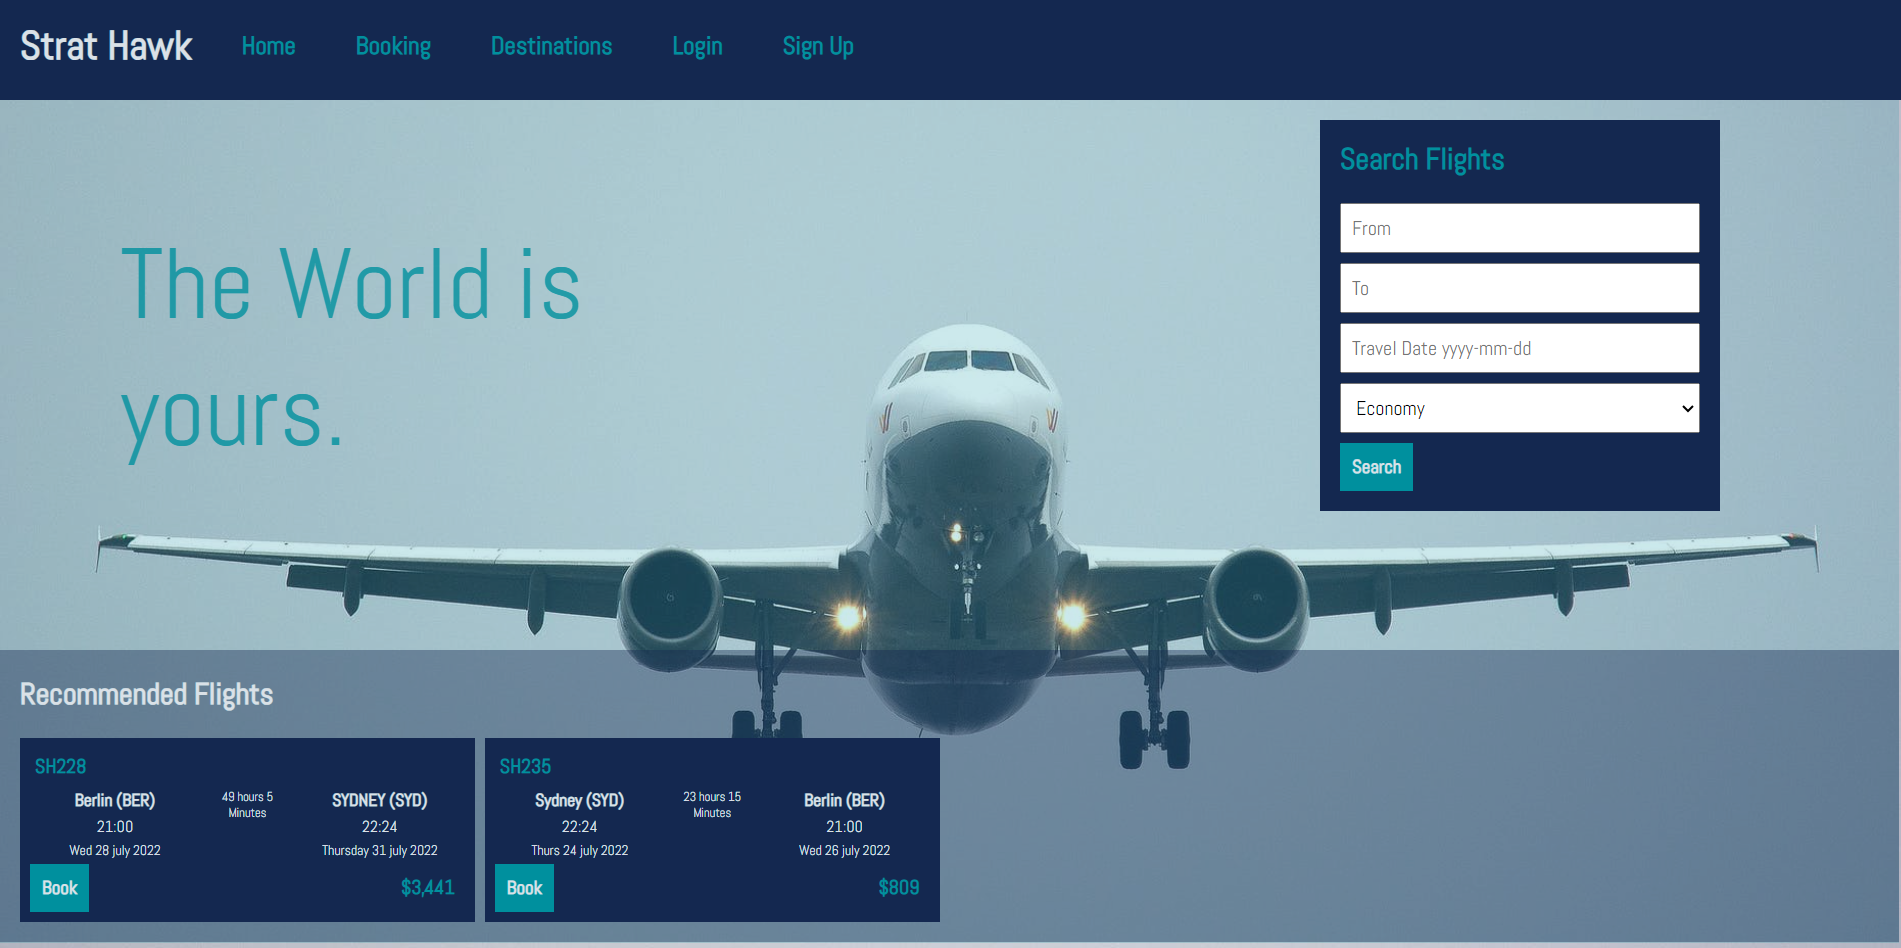 Strat Hawk Home Booking Destinations Login Sign Up
The World is
yours.
Search Flights
From
To
Travel Date yyyy-mm-dd
Economy
Search
Recommended Flights
SH228
Berlin (BER)
21:00
Wed 28 july 2022
49 hours 5
Minutes
SYDNEY (SYD)
22:24
Thursday 31 july 2022
Book
$3,441
SH235
Sydney (SYD)
22:24
Thurs 24 july 2022
23 hours 15
Minutes
Berlin (BER)
21:00
Wed 26 july 2022
Book
$809